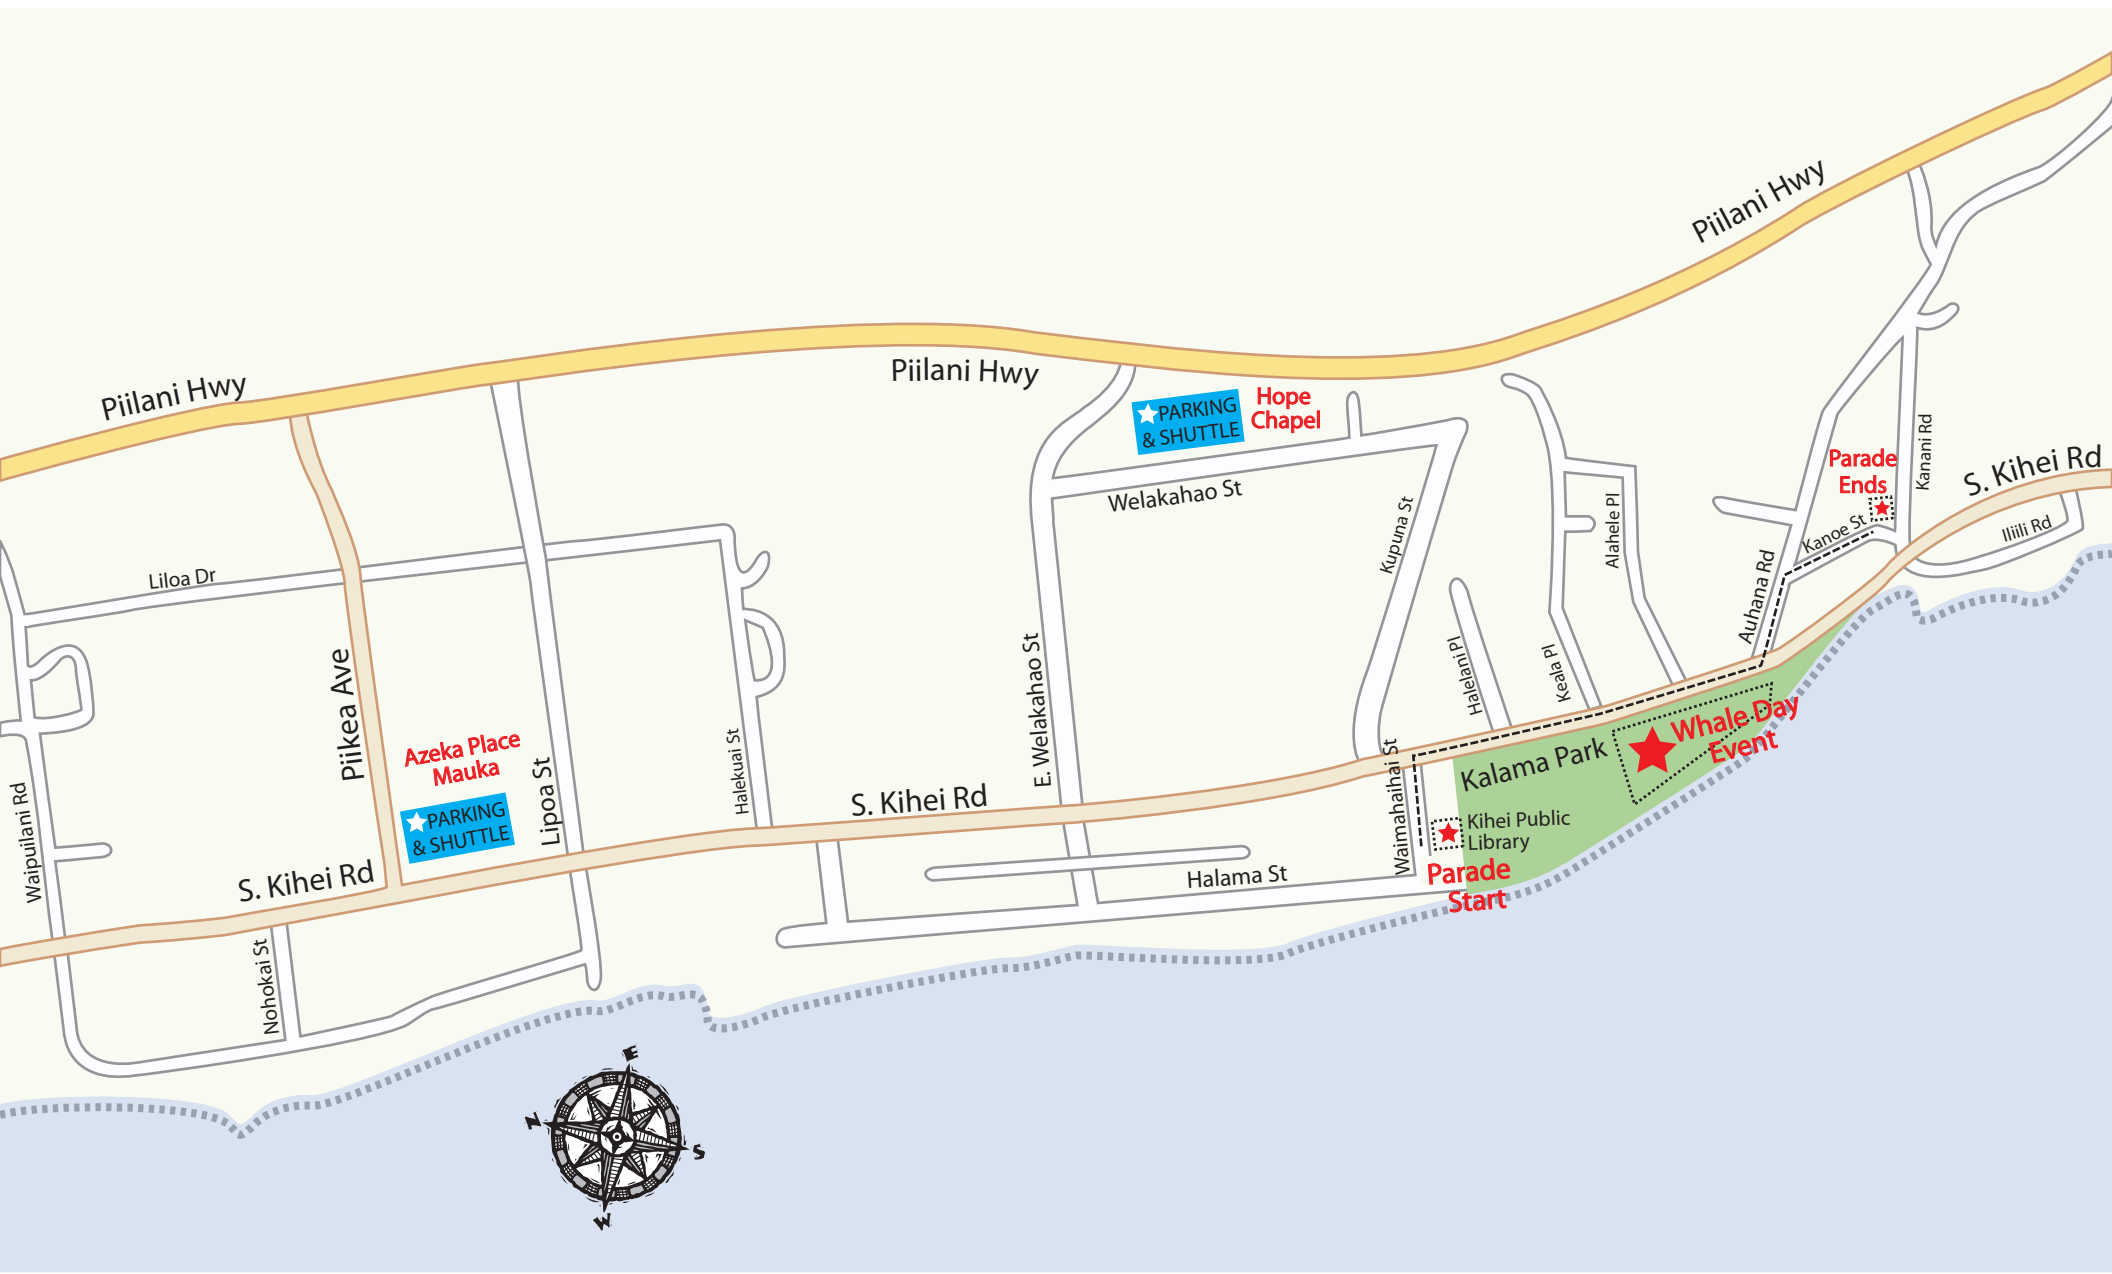 Piilani Hwy
Piilani Hwy
Piilani Hwy
PARKING
& SHUTTLE
Hope
Chapel
Welakahao St
Kupuna St
Alahele Pl
Kanani Rd
Parade
Ends
S. Kihei Rd
Kanoe St
Iliili Rd
Auhana Rd
Liloa Dr
Piikea Ave
Azeka Place
Mauka
PARKING
& SHUTTLE
Lipoa St
Halekuai St
E. Welakahao St
Halelani Pl
Keala Pl
Whale Day
Event
Kalama Park
Waimahaihai St
Kihei Public
Library
Parade
Start
S. Kihei Rd
Halama St
Waipuilani Rd
S. Kihei Rd
Nohokai St
E
N
S
W